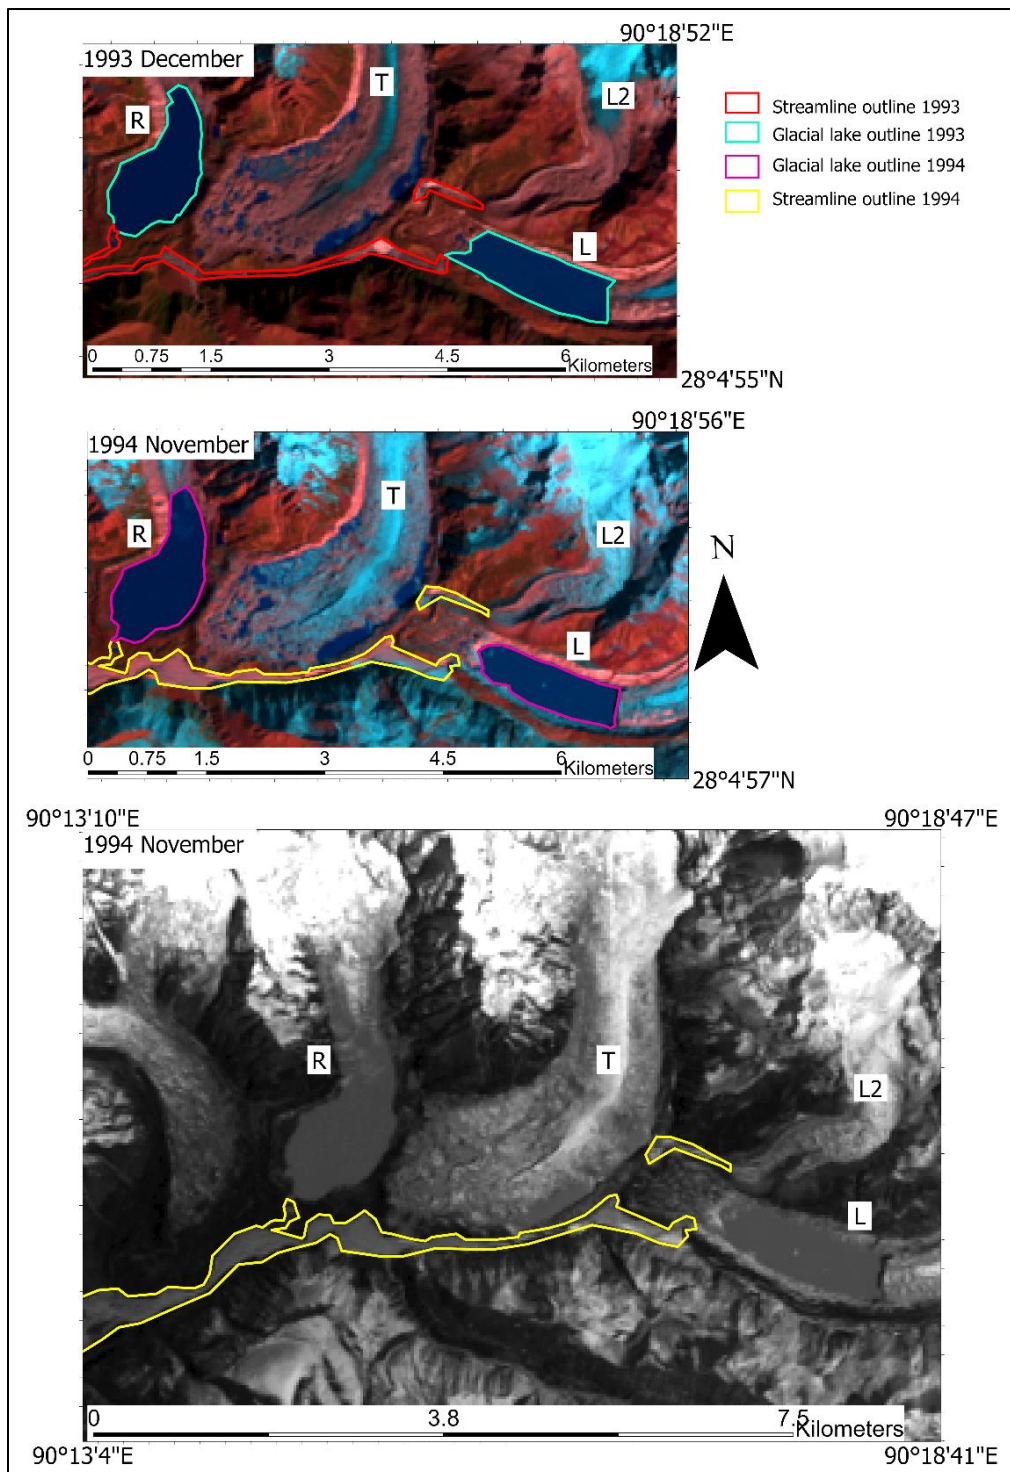 90°18'52"E
1993 December
T
L2
R
L
0 0.75 1.5 3 4.5 6
Kilometers
28°4'55"N
Streamline outline 1993
Glacial lake outline 1993
Glacial lake outline 1994
Streamline outline 1994
90°18'56"E
1994 November
T
R
L2
L
0 0.75 1.5 3 4.5 6
Kilometers
28°4'57"N
N
90°13'10"E 90°18'47"E
1994 November
R
T
L2
L
0 3.8 7.5
Kilometers
90°13'4"E 90°18'41"E